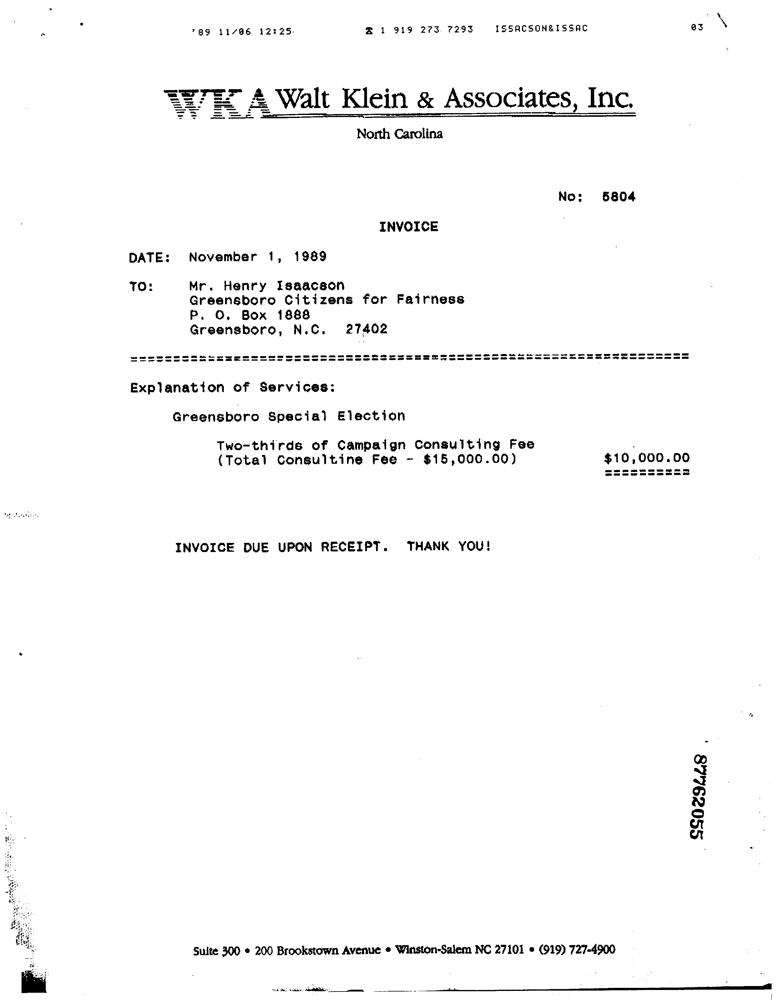 '89 11/06 12:25 ☎ 1 919 273 7293 ISSACSON&ISSAC 03
WKA Walt Klein & Associates, Inc.
North Carolina
No: 5804
INVOICE
DATE: November 1, 1989
TO: Mr. Henry Isaacson
Greensboro Citizens for Fairness
P. O. Box 1888
Greensboro, N.C. 27402
=================================================================
Explanation of Services:
Greensboro Special Election
Two-thirds of Campaign Consulting Fee
(Total Consultine Fee - $15,000.00) $10,000.00
==========
INVOICE DUE UPON RECEIPT. THANK YOU!
87762055
Suite 300 • 200 Brookstown Avenue • Winston-Salem NC 27101 • (919) 727-4900